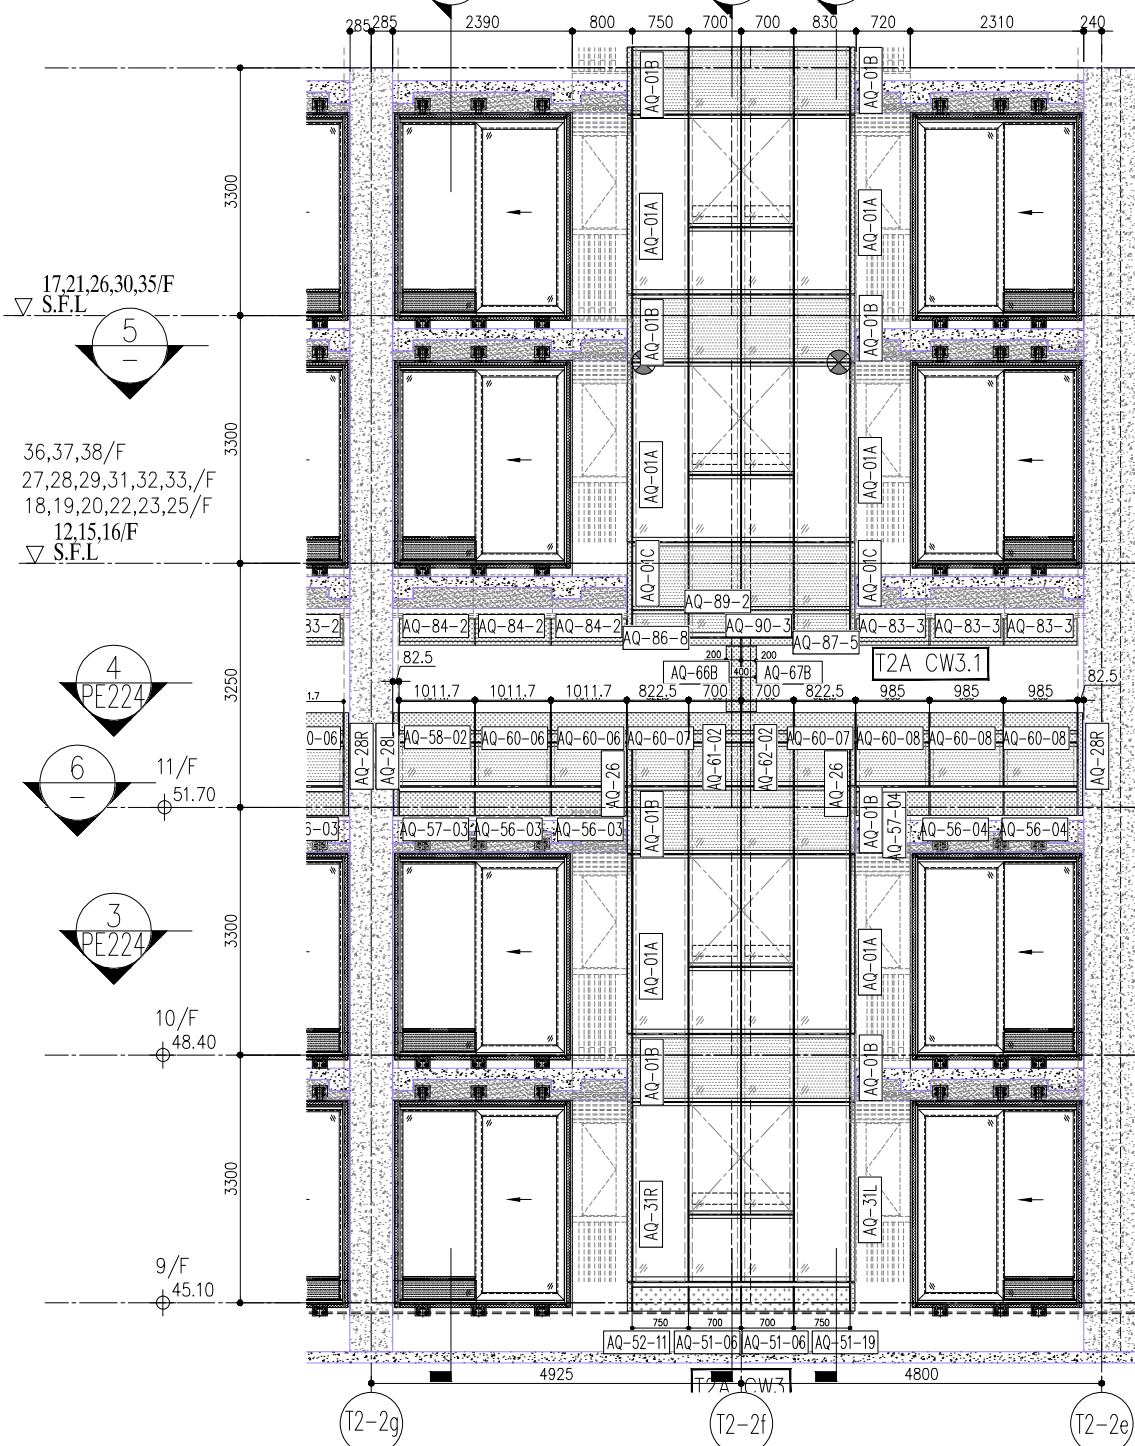 285 285 2390 800 750 700 700 830 720 2310 240
AQ-01B AQ-01B
3300
AQ-01A AQ-01A
17,21,26,30,35/F
S.F.L
5
–
AQ-01B AQ-01B
3300
36,37,38/F
27,28,29,31,32,33,/F
18,19,20,22,23,25/F
12,15,16/F
S.F.L
AQ-01A AQ-01A
AQ-01C AQ-01C
AQ-89-2
83-2 AQ-84-2 AQ-84-2 AQ-84-2 AQ-86-8 AQ-90-3 AQ-87-5 AQ-83-3 AQ-83-3 AQ-83-3
200 200
T2A CW3.1
82.5 AQ-66B 400 AQ-67B 82.5
4
PE224
3250
1.7 1011.7 1011.7 1011.7 822.5 700 700 822.5 985 985 985
0-06 AQ-28R AQ-28L AQ-58-02 AQ-60-06 AQ-60-06 AQ-60-07 AQ-61-02 AQ-62-02 AQ-60-07 AQ-60-08 AQ-60-08 AQ-60-08 AQ-28R
AQ-26 AQ-26
6
–
11/F
51.70
AQ-01B AQ-01B AQ-57-04
6-03 AQ-57-03 AQ-56-03 AQ-56-03 AQ-56-04 AQ-56-04
3
PE224
3300
AQ-01A AQ-01A
10/F
48.40
AQ-01B AQ-01B
3300
AQ-31R AQ-31L
9/F
45.10
750 700 700 750
AQ-52-11 AQ-51-06 AQ-51-06 AQ-51-19
4925 T2A CW3 4800
T2-2g T2-2f T2-2e